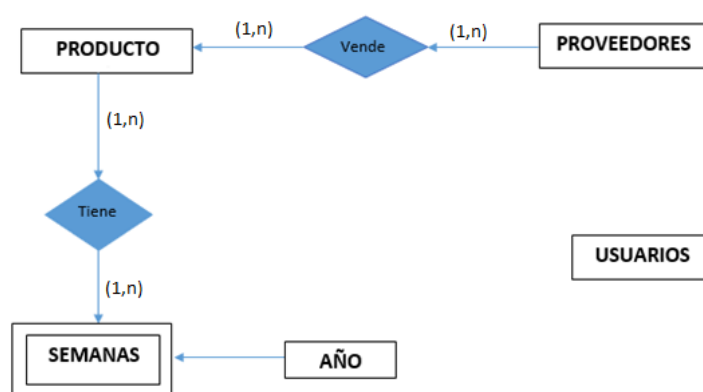 PRODUCTO
(1,n)
Vende
(1,n)
PROVEEDORES
(1,n)
Tiene
USUARIOS
(1,n)
SEMANAS
AÑO